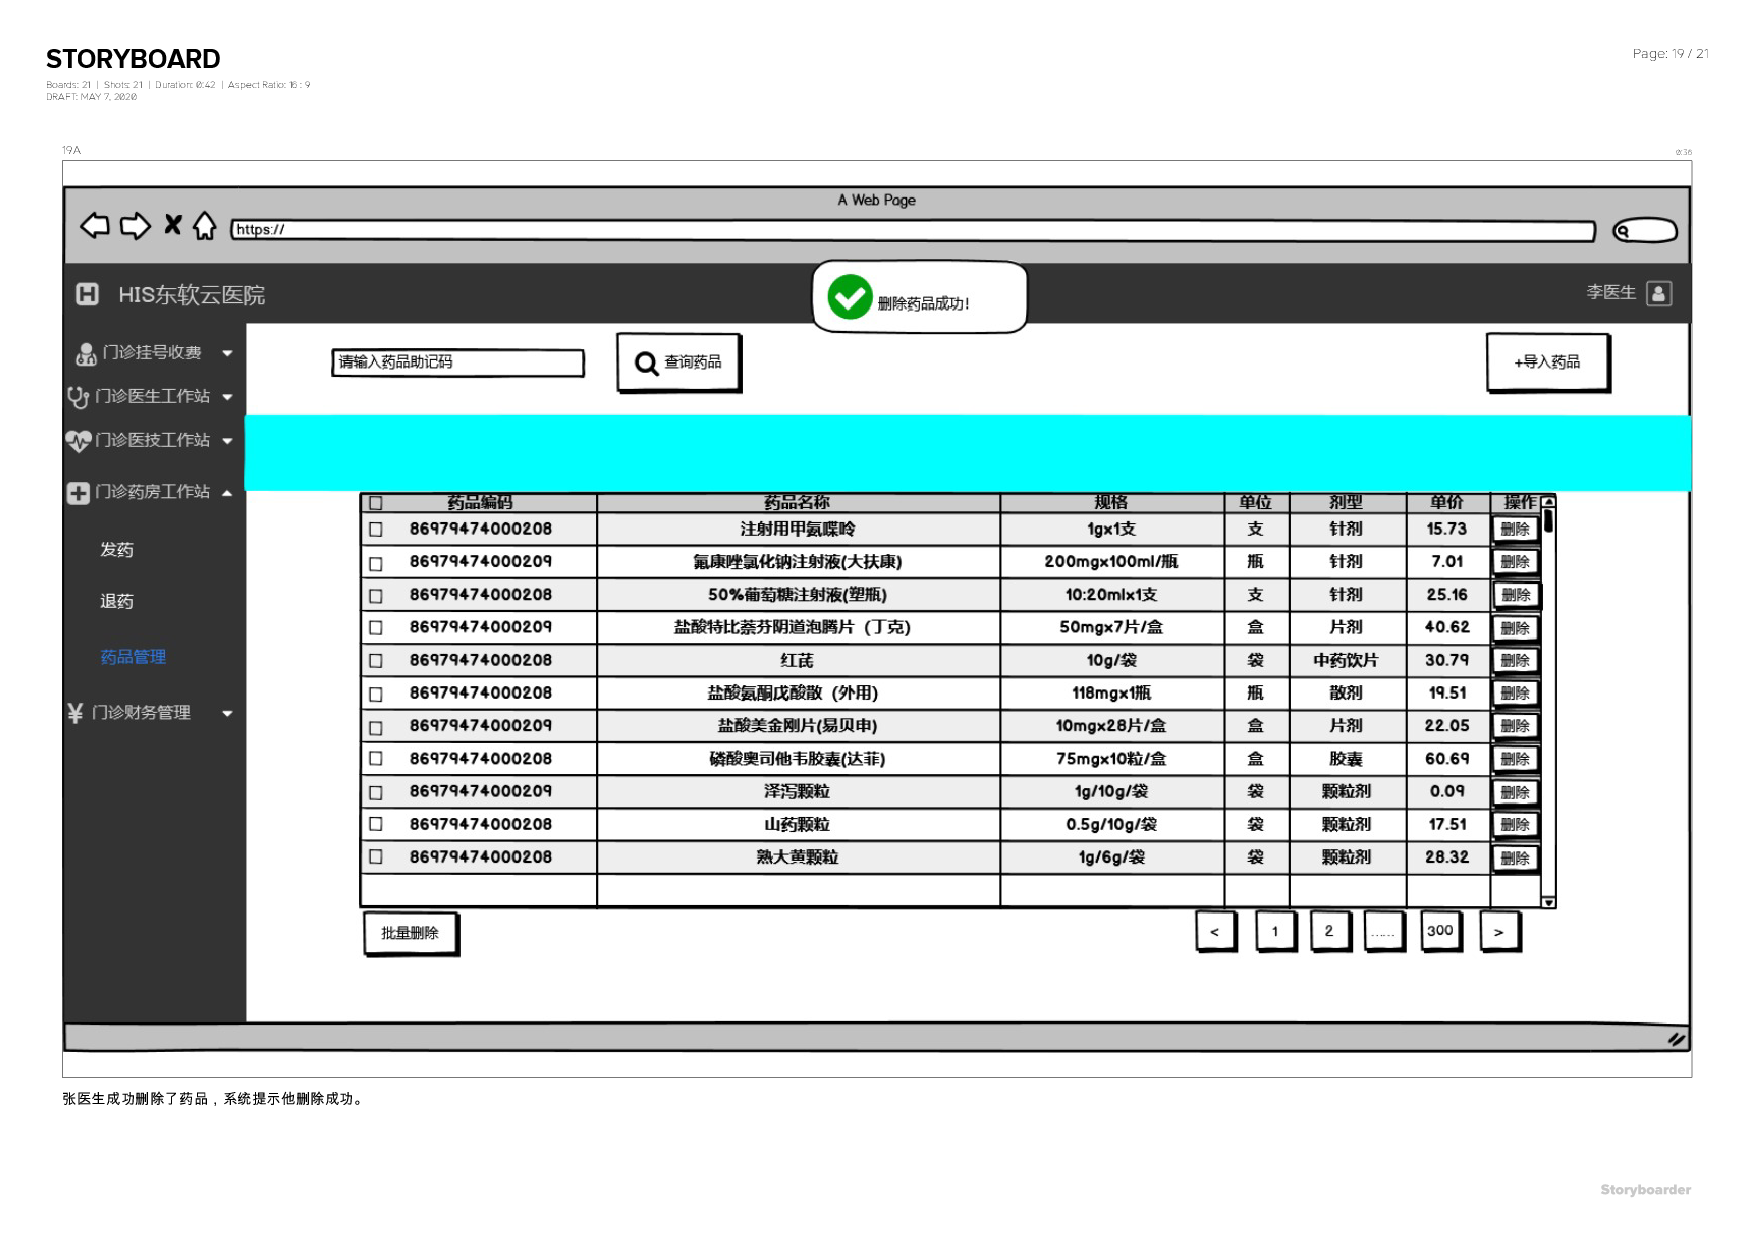 STORYBOARD
Page: 19 / 21
Boards: 21 | Shots: 21 | Duration: 0:42 | Aspect Ratio: 16 : 9
DRAFT: MAY 7, 2020
19A
0:36
A Web Page
https://
HIS东软云医院
删除药品成功!
李医生
门诊挂号收费
门诊医生工作站
门诊医技工作站
门诊药房工作站
发药
退药
药品管理
门诊财务管理
请输入药品助记码
查询药品
+导入药品
药品编码 药品名称 规格 单位 剂型 单价 操作
86979474000208 注射用甲氨喋呤 1gx1支 支 针剂 15.73 删除
86979474000209 氟康唑氯化钠注射液(大扶康) 200mgx100ml/瓶 瓶 针剂 7.01 删除
86979474000208 50%葡萄糖注射液(塑瓶) 10:20mlx1支 支 针剂 25.16 删除
86979474000209 盐酸特比萘芬阴道泡腾片（丁克） 50mgx7片/盒 盒 片剂 40.62 删除
86979474000208 红芪 10g/袋 袋 中药饮片 30.79 删除
86979474000208 盐酸氨酮戊酸散（外用） 118mgx1瓶 瓶 散剂 19.51 删除
86979474000209 盐酸美金刚片(易贝申) 10mgx28片/盒 盒 片剂 22.05 删除
86979474000208 磷酸奥司他韦胶囊(达菲) 75mgx10粒/盒 盒 胶囊 60.69 删除
86979474000209 泽泻颗粒 1g/10g/袋 袋 颗粒剂 0.09 删除
86979474000208 山药颗粒 0.5g/10g/袋 袋 颗粒剂 17.51 删除
86979474000208 熟大黄颗粒 1g/6g/袋 袋 颗粒剂 28.32 删除
批量删除
< 1 2 ...... 300 >
张医生成功删除了药品，系统提示他删除成功。
Storyboarder